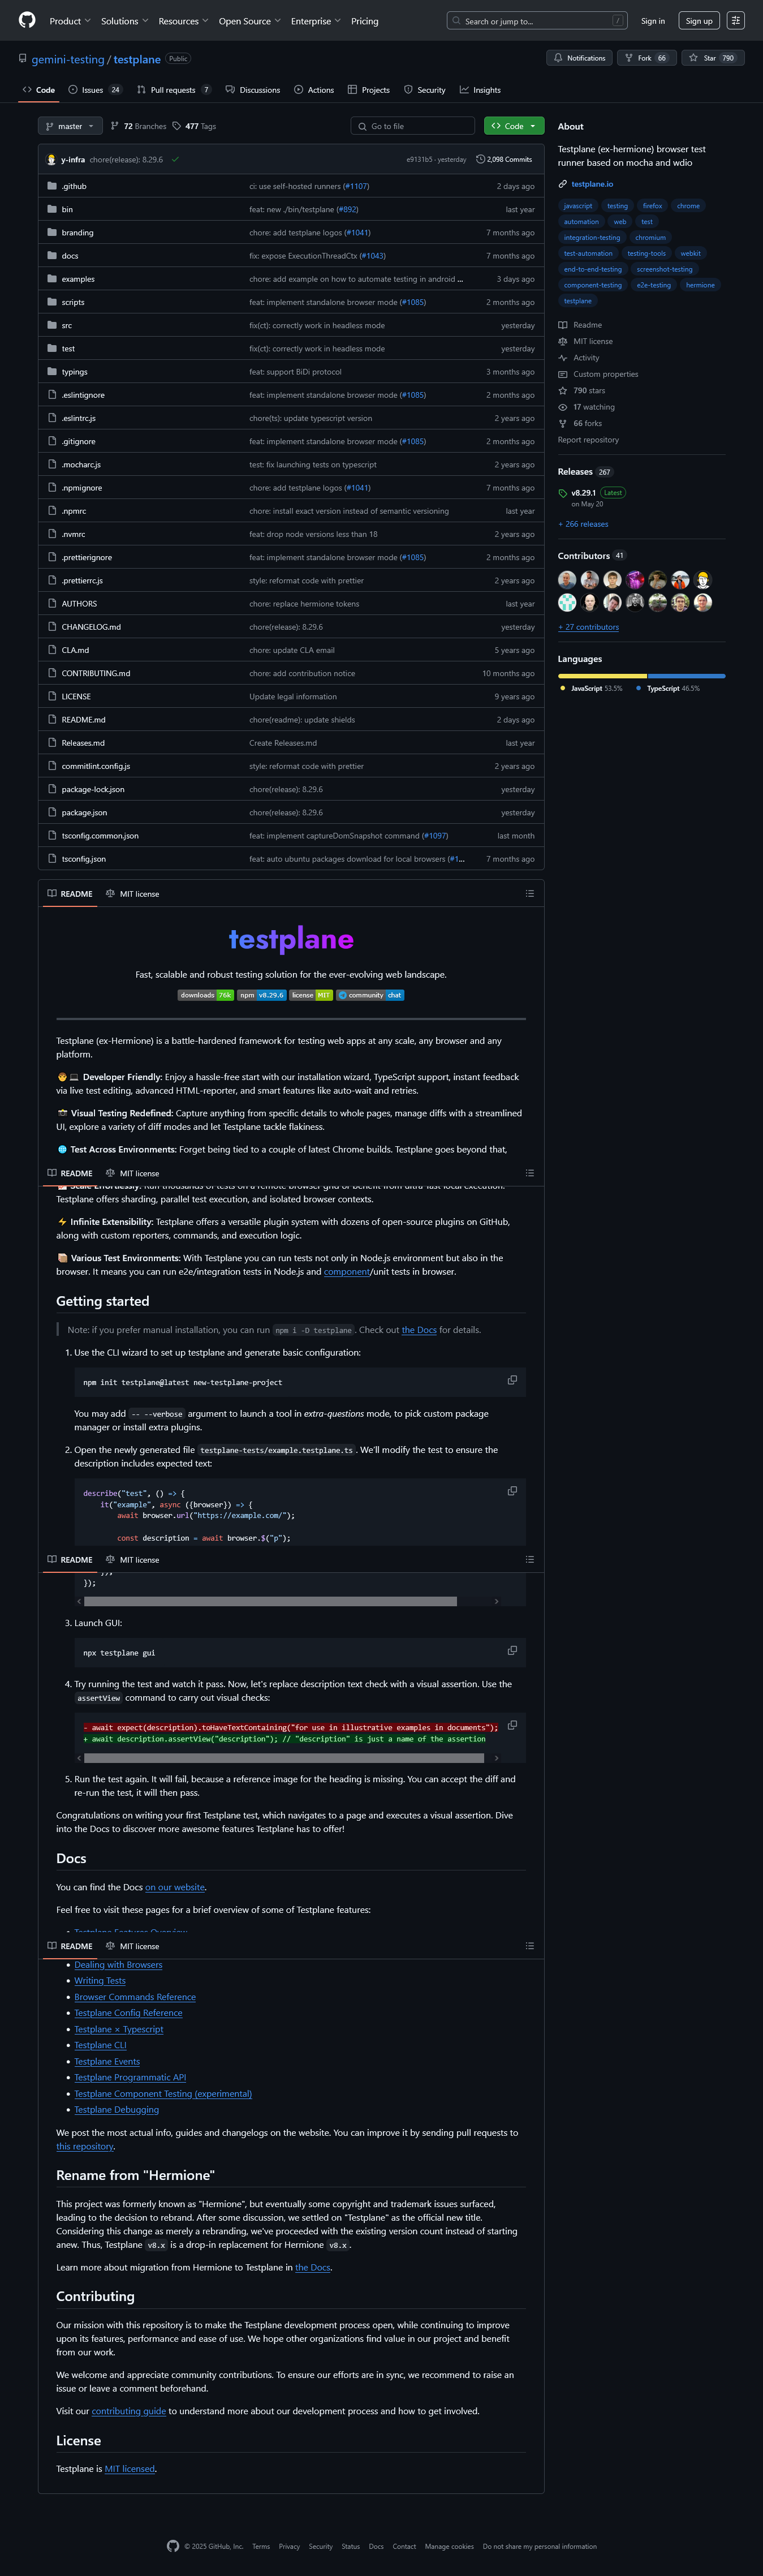 Product Solutions Resources Open Source Enterprise Pricing Search or jump to... / Sign in Sign up
gemini-testing / testplane Public Notifications Fork 66 Star 790
Code Issues 24 Pull requests 7 Discussions Actions Projects Security Insights
master 72 Branches 477 Tags Go to file Code
y-infra chore(release): 8.29.6 e9131b5 · yesterday 2,098 Commits
.github ci: use self-hosted runners (#1107) 2 days ago
bin feat: new ./bin/testplane (#892) last year
branding chore: add testplane logos (#1041) 7 months ago
docs fix: expose ExecutionThreadCtx (#1043) 7 months ago
examples chore: add example on how to automate testing in android ... 3 days ago
scripts feat: implement standalone browser mode (#1085) 2 months ago
src fix(ct): correctly work in headless mode yesterday
test fix(ct): correctly work in headless mode yesterday
typings feat: support BiDi protocol 3 months ago
.eslintignore feat: implement standalone browser mode (#1085) 2 months ago
.eslintrc.js chore(ts): update typescript version 2 years ago
.gitignore feat: implement standalone browser mode (#1085) 2 months ago
.mocharc.js test: fix launching tests on typescript 2 years ago
.npmignore chore: add testplane logos (#1041) 7 months ago
.npmrc chore: install exact version instead of semantic versioning last year
.nvmrc feat: drop node versions less than 18 2 years ago
.prettierignore feat: implement standalone browser mode (#1085) 2 months ago
.prettierrc.js style: reformat code with prettier 2 years ago
AUTHORS chore: replace hermione tokens last year
CHANGELOG.md chore(release): 8.29.6 yesterday
CLA.md chore: update CLA email 5 years ago
CONTRIBUTING.md chore: add contribution notice 10 months ago
LICENSE Update legal information 9 years ago
README.md chore(readme): update shields 2 days ago
Releases.md Create Releases.md last year
commitlint.config.js style: reformat code with prettier 2 years ago
package-lock.json chore(release): 8.29.6 yesterday
package.json chore(release): 8.29.6 yesterday
tsconfig.common.json feat: implement captureDomSnapshot command (#1097) last month
tsconfig.json feat: auto ubuntu packages download for local browsers (#1... 7 months ago
About
Testplane (ex-hermione) browser test
runner based on mocha and wdio
testplane.io
javascript testing firefox chrome
automation web test
integration-testing chromium
test-automation testing-tools webkit
end-to-end-testing screenshot-testing
component-testing e2e-testing hermione
testplane
Readme
MIT license
Activity
Custom properties
790 stars
17 watching
66 forks
Report repository
Releases 267
v8.29.1 Latest
on May 20
+ 266 releases
Contributors 41
+ 27 contributors
Languages
JavaScript 53.5% TypeScript 46.5%
README MIT license
testplane
Fast, scalable and robust testing solution for the ever-evolving web landscape.
downloads 76k npm v8.29.6 license MIT community chat
Testplane (ex-Hermione) is a battle-hardened framework for testing web apps at any scale, any browser and any
platform.
Developer Friendly: Enjoy a hassle-free start with our installation wizard, TypeScript support, instant feedback
via live test editing, advanced HTML-reporter, and smart features like auto-wait and retries.
Visual Testing Redefined: Capture anything from specific details to whole pages, manage diffs with a streamlined
UI, explore a variety of diff modes and let Testplane tackle flakiness.
Test Across Environments: Forget being tied to a couple of latest Chrome builds. Testplane goes beyond that,
README MIT license
Scale Effortlessly: Run thousands of tests on a remote browser grid or benefit from ultra-fast local execution.
Testplane offers sharding, parallel test execution, and isolated browser contexts.
⚡ Infinite Extensibility: Testplane offers a versatile plugin system with dozens of open-source plugins on GitHub,
along with custom reporters, commands, and execution logic.
Various Test Environments: With Testplane you can run tests not only in Node.js environment but also in the
browser. It means you can run e2e/integration tests in Node.js and component/unit tests in browser.
Getting started
Note: if you prefer manual installation, you can run npm i -D testplane. Check out the Docs for details.
1. Use the CLI wizard to set up testplane and generate basic configuration:
npm init testplane@latest new-testplane-project
You may add -- --verbose argument to launch a tool in extra-questions mode, to pick custom package
manager or install extra plugins.
2. Open the newly generated file testplane-tests/example.testplane.ts. We'll modify the test to ensure the
description includes expected text:
describe("test", () => {
it("example", async ({browser}) => {
await browser.url("https://example.com/");
const description = await browser.$("p");
README MIT license
});
});
3. Launch GUI:
npx testplane gui
4. Try running the test and watch it pass. Now, let's replace description text check with a visual assertion. Use the
assertView command to carry out visual checks:
- await expect(description).toHaveTextContaining("for use in illustrative examples in documents");
+ await description.assertView("description"); // "description" is just a name of the assertion
5. Run the test again. It will fail, because a reference image for the heading is missing. You can accept the diff and
re-run the test, it will then pass.
Congratulations on writing your first Testplane test, which navigates to a page and executes a visual assertion. Dive
into the Docs to discover more awesome features Testplane has to offer!
Docs
You can find the Docs on our website.
Feel free to visit these pages for a brief overview of some of Testplane features:
Testplane Features Overview
README MIT license
Dealing with Browsers
Writing Tests
Browser Commands Reference
Testplane Config Reference
Testplane × Typescript
Testplane CLI
Testplane Events
Testplane Programmatic API
Testplane Component Testing (experimental)
Testplane Debugging
We post the most actual info, guides and changelogs on the website. You can improve it by sending pull requests to
this repository.
Rename from "Hermione"
This project was formerly known as "Hermione", but eventually some copyright and trademark issues surfaced,
leading to the decision to rebrand. After some discussion, we settled on "Testplane" as the official new title.
Considering this change as merely a rebranding, we've proceeded with the existing version count instead of starting
anew. Thus, Testplane v8.x is a drop-in replacement for Hermione v8.x.
Learn more about migration from Hermione to Testplane in the Docs.
Contributing
Our mission with this repository is to make the Testplane development process open, while continuing to improve
upon its features, performance and ease of use. We hope other organizations find value in our project and benefit
from our work.
We welcome and appreciate community contributions. To ensure our efforts are in sync, we recommend to raise an
issue or leave a comment beforehand.
Visit our contributing guide to understand more about our development process and how to get involved.
License
Testplane is MIT licensed.
© 2025 GitHub, Inc. Terms Privacy Security Status Docs Contact Manage cookies Do not share my personal information